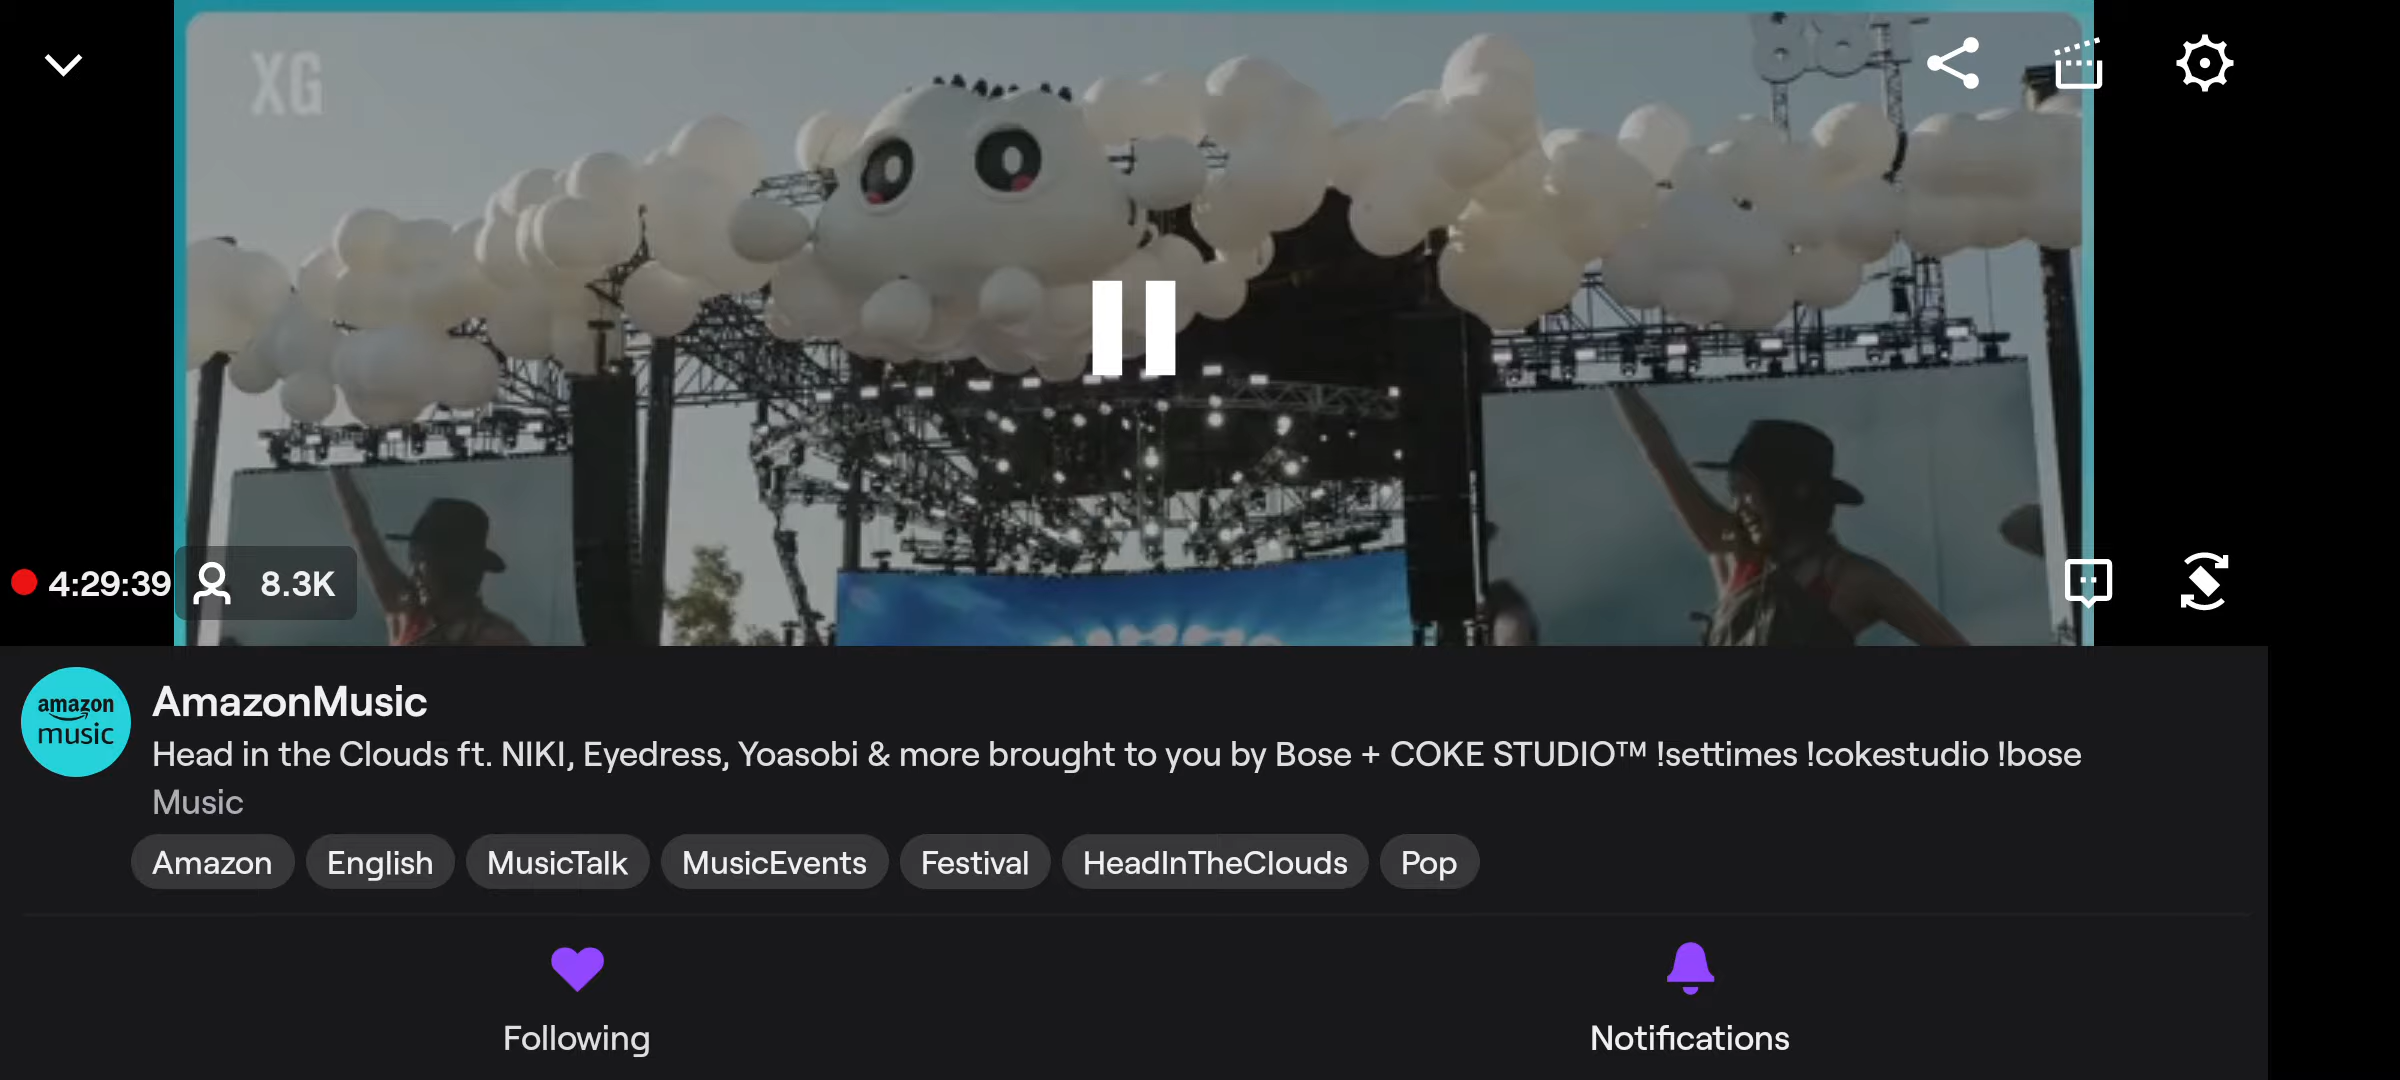 XG
4:29:39
8.3K
amazon
music
AmazonMusic
Head in the Clouds ft. NIKI, Eyedress, Yoasobi & more brought to you by Bose + COKE STUDIO™ !settimes !cokestudio !bose
Music
Amazon English MusicTalk MusicEvents Festival HeadInTheClouds Pop
Following Notifications